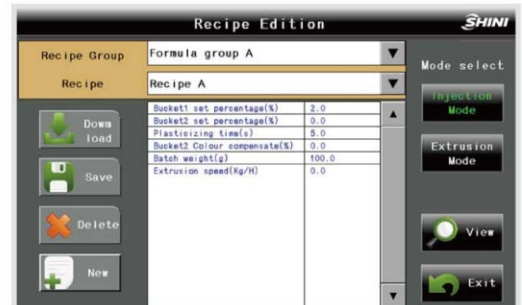 Recipe Edition
SHINI
Recipe Group
Formula group A
Recipe
Recipe A
Mode select
Injection
Mode
Extrusion
Mode
View
Exit
Dowm
load
Save
Delete
New
Bucket1 set percentage(%) 2.0
Bucket2 set percentage(%) 0.0
Plasticizing time(s) 5.0
Bucket2 Colour compensate(%) 0.0
Batch weight(g) 100.0
Extrusion speed(Kg/H) 0.0